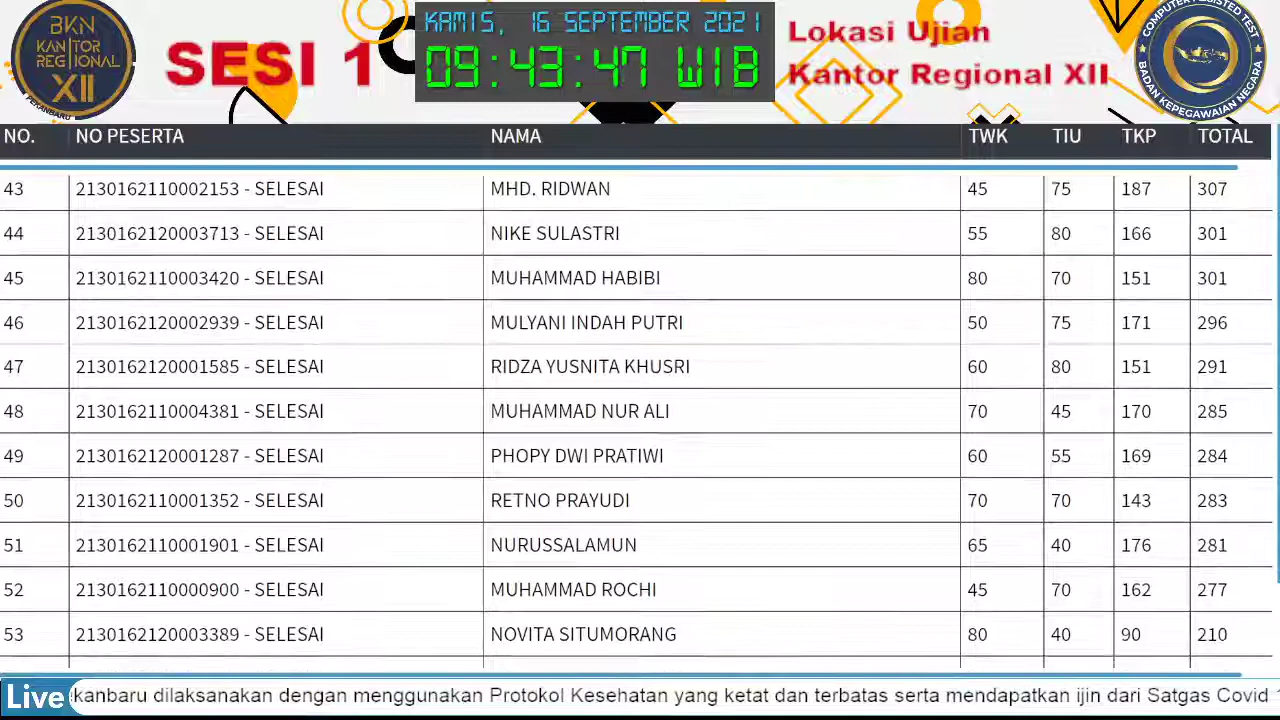 BKN
KANTOR
REGIONAL
XII
PEKANBARU
SESI 1
KAMIS, 16 SEPTEMBER 2021
09:43:47 WIB
Lokasi Ujian
Kantor Regional XII
COMPUTER ASSISTED TEST
BADAN KEPEGAWAIAN NEGARA
NO. NO PESERTA NAMA TWK TIU TKP TOTAL
43 2130162110002153 - SELESAI MHD. RIDWAN 45 75 187 307
44 2130162120003713 - SELESAI NIKE SULASTRI 55 80 166 301
45 2130162110003420 - SELESAI MUHAMMAD HABIBI 80 70 151 301
46 2130162120002939 - SELESAI MULYANI INDAH PUTRI 50 75 171 296
47 2130162120001585 - SELESAI RIDZA YUSNITA KHUSRI 60 80 151 291
48 2130162110004381 - SELESAI MUHAMMAD NUR ALI 70 45 170 285
49 2130162120001287 - SELESAI PHOPY DWI PRATIWI 60 55 169 284
50 2130162110001352 - SELESAI RETNO PRAYUDI 70 70 143 283
51 2130162110001901 - SELESAI NURUSSALAMUN 65 40 176 281
52 2130162110000900 - SELESAI MUHAMMAD ROCHI 45 70 162 277
53 2130162120003389 - SELESAI NOVITA SITUMORANG 80 40 90 210
Live kanbaru dilaksanakan dengan menggunakan Protokol Kesehatan yang ketat dan terbatas serta mendapatkan ijin dari Satgas Covid